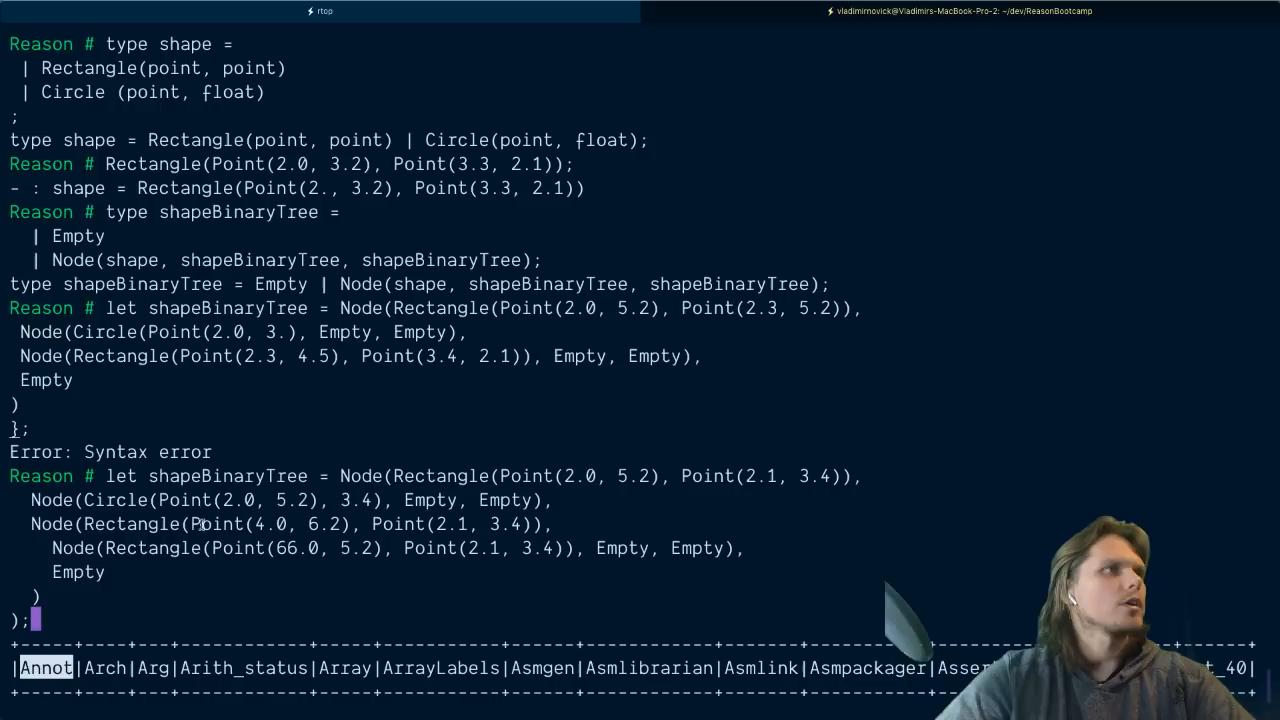 ⚡ rtop
⚡ vladimirnovick@Vladimirs-MacBook-Pro-2: ~/dev/ReasonBootcamp
Reason # type shape =
 | Rectangle(point, point)
 | Circle (point, float)
;
type shape = Rectangle(point, point) | Circle(point, float);
Reason # Rectangle(Point(2.0, 3.2), Point(3.3, 2.1));
- : shape = Rectangle(Point(2., 3.2), Point(3.3, 2.1))
Reason # type shapeBinaryTree =
  | Empty
  | Node(shape, shapeBinaryTree, shapeBinaryTree);
type shapeBinaryTree = Empty | Node(shape, shapeBinaryTree, shapeBinaryTree);
Reason # let shapeBinaryTree = Node(Rectangle(Point(2.0, 5.2), Point(2.3, 5.2)),
 Node(Circle(Point(2.0, 3.), Empty, Empty),
 Node(Rectangle(Point(2.3, 4.5), Point(3.4, 2.1)), Empty, Empty),
 Empty
)
};
Error: Syntax error
Reason # let shapeBinaryTree = Node(Rectangle(Point(2.0, 5.2), Point(2.1, 3.4)),
  Node(Circle(Point(2.0, 5.2), 3.4), Empty, Empty),
  Node(Rectangle(Point(4.0, 6.2), Point(2.1, 3.4)),
    Node(Rectangle(Point(66.0, 5.2), Point(2.1, 3.4)), Empty, Empty),
    Empty
  )
);
|Annot|Arch|Arg|Arith_status|Array|ArrayLabels|Asmgen|Asmlibrarian|Asmlink|Asmpackager|Asser t_40|